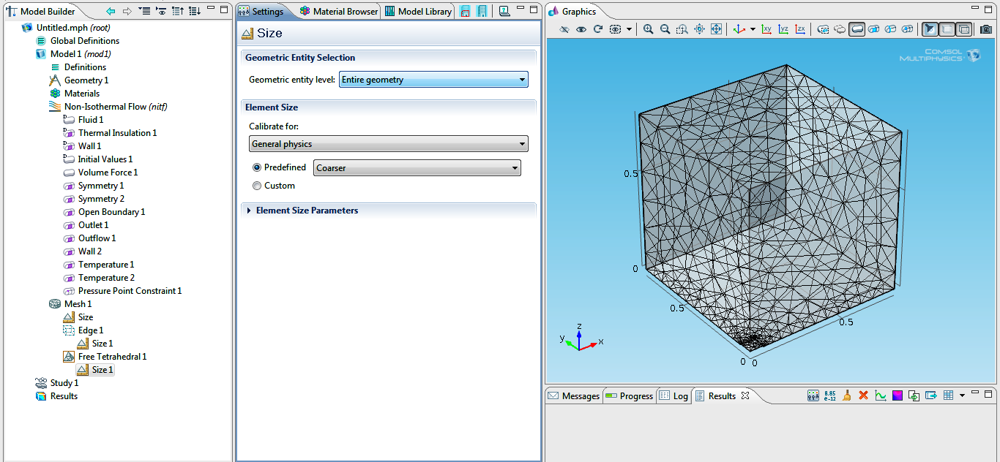 Model Builder
Untitled.mph (root)
Global Definitions
Model 1 (mod1)
Definitions
Geometry 1
Materials
Non-Isothermal Flow (nitf)
D
Fluid 1
D
Thermal Insulation 1
D
Wall 1
D
Initial Values 1
Volume Force 1
Symmetry 1
Symmetry 2
Open Boundary 1
Outlet 1
Outflow 1
Wall 2
Temperature 1
Temperature 2
Pressure Point Constraint 1
Mesh 1
Size
Edge 1
Size 1
Free Tetrahedral 1
Size 1
Study 1
Results
Settings
Material Browser
Model Library
Size
Geometric Entity Selection
Geometric entity level: Entire geometry
Element Size
Calibrate for:
General physics
Predefined Coarser
Custom
Element Size Parameters
Graphics
xy yz zx
COMSOL
MULTIPHYSICS
0.5
0
0.5
0.5
0 0
z
y
x
Messages Progress Log Results
8.85
e-12